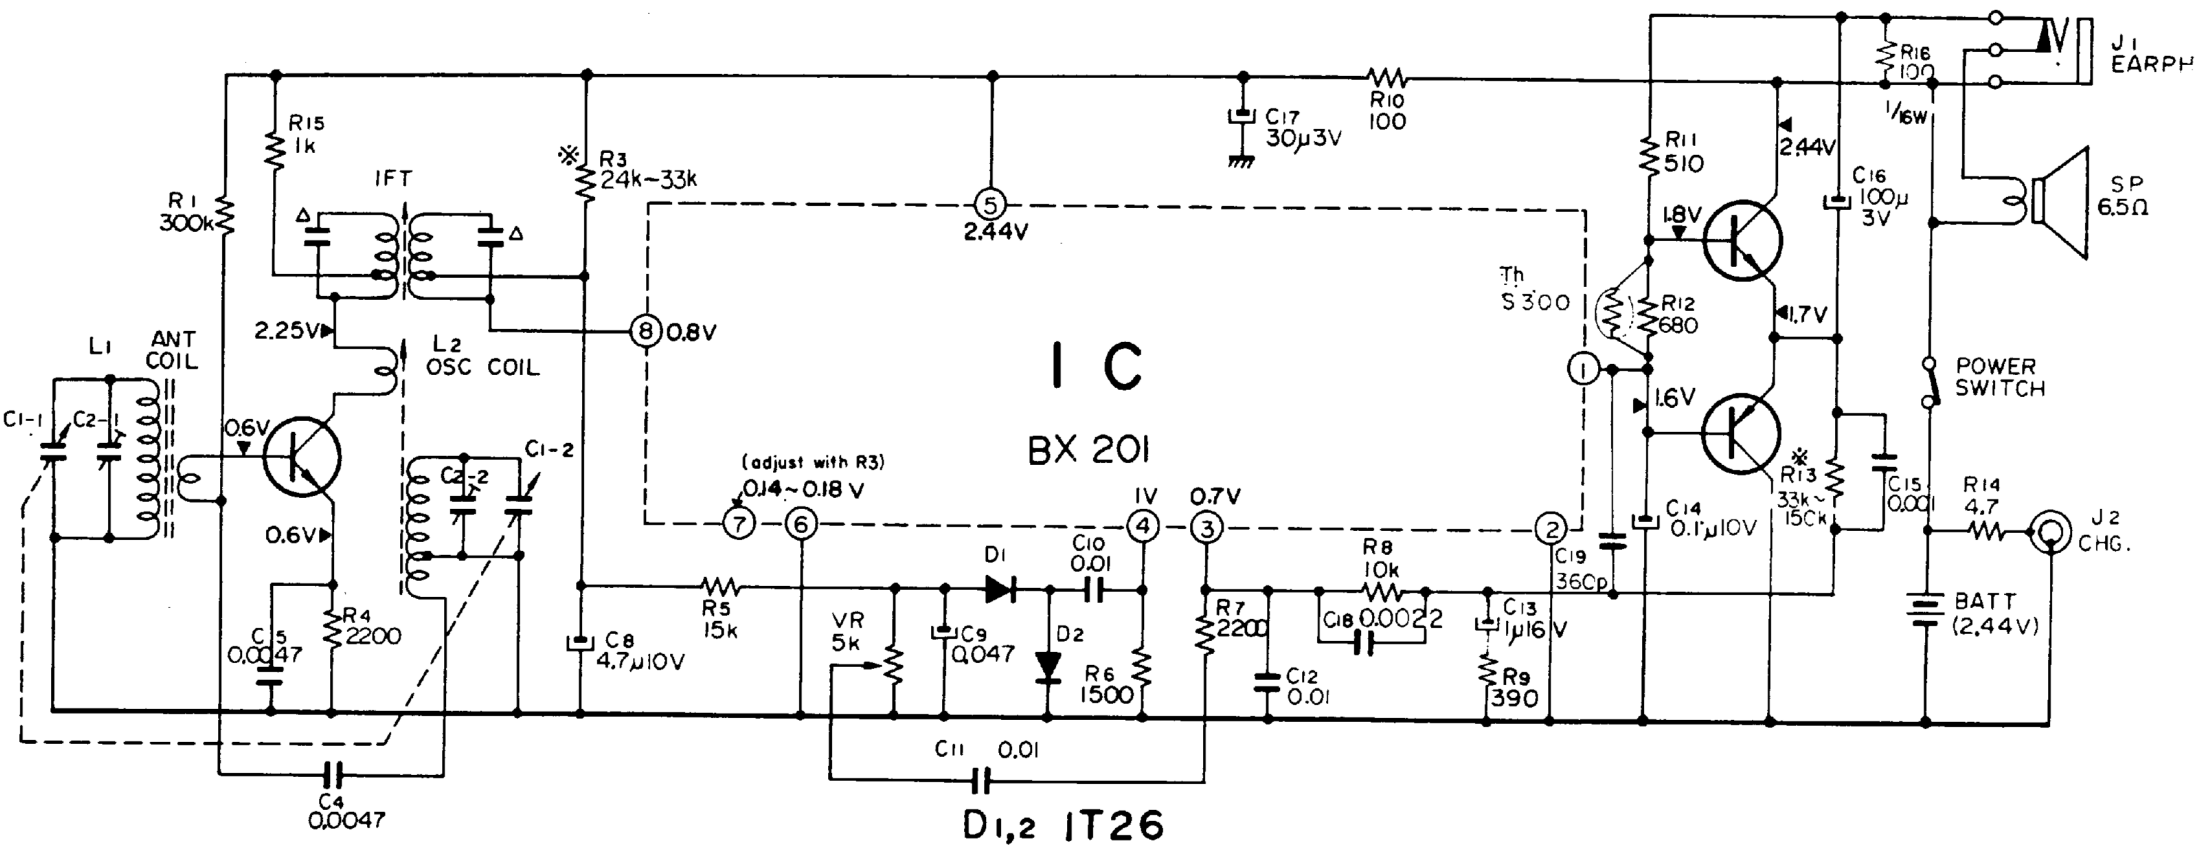 R15
1k
IFT
Δ
Δ
R1
300k
※ R3
24k~33k
2.25V
L1
ANT
COIL
L2
OSC COIL
C1-1
C2-1
0.6V
C2-2
C1-2
0.6V
C15
0.0047
R4
2200
C4
0.0047
C8
4.7μ10V
R5
15k
VR
5k
C9
0.047
D1
D2
C10
0.01
R6
1500
C11 0.01
D1,2 1T26
5
2.44V
8 0.8V
IC
BX 201
(adjust with R3)
0.14~0.18V
7
6
1V
4
0.7V
3
2
1
R7
2200
C12
0.01
R8
10k
C18 0.0022
C13
1μ16V
R9
390
C19
360p
C17
30μ3V
R10
100
R11
510
Th
S300
R12
680
1.8V
1.6V
2.44V
1.7V
C14
0.1μ10V
C16
100μ
3V
※
R13
33k~
150k
C15
0.001
R16
100
1/16W
J1
EARPH
SP
6.5Ω
POWER
SWITCH
R14
4.7
J2
CHG.
BATT
(2.44V)